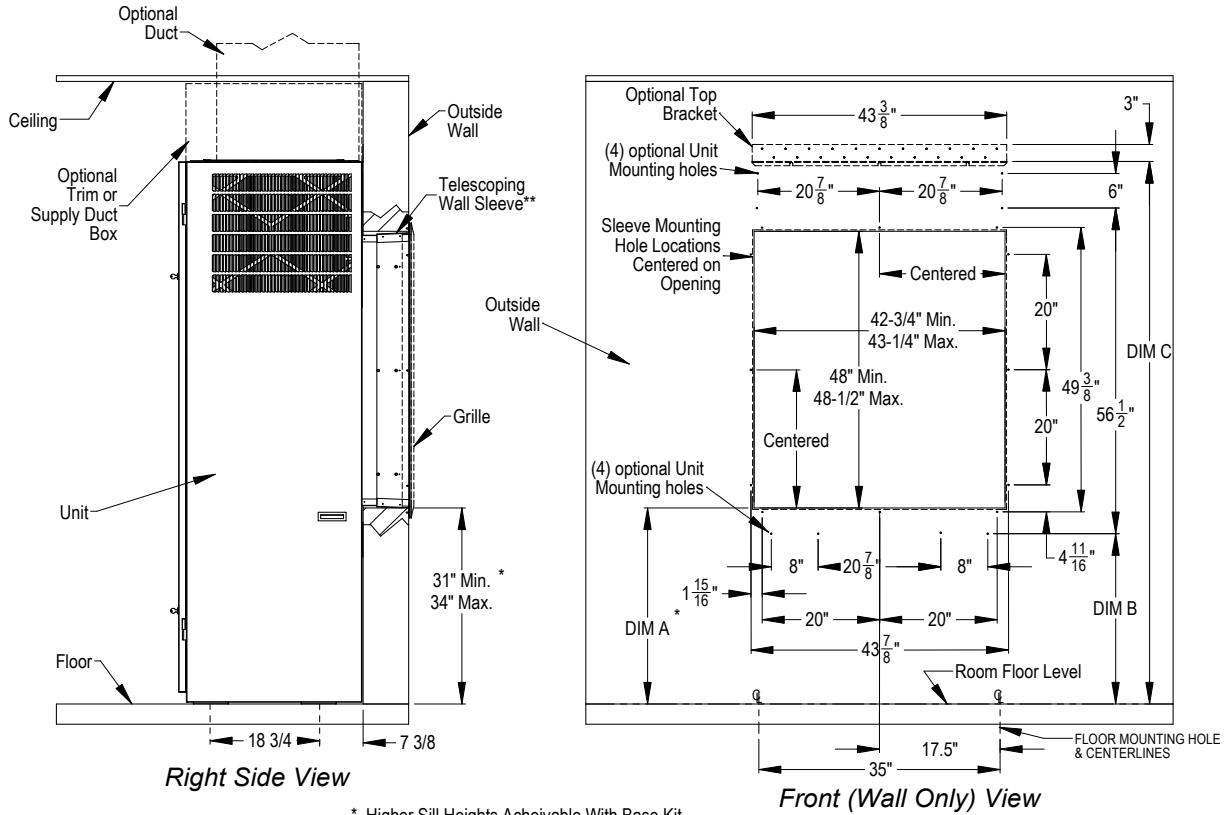 Optional
Duct
Ceiling
Optional
Trim or
Supply Duct
Box
Outside
Wall
Telescoping
Wall Sleeve**
Grille
Unit
31" Min. *
34" Max.
Floor
18 3/4
7 3/8
Right Side View
Optional Top
Bracket
43 3/8"
3"
(4) optional Unit
Mounting holes
20 7/8"
20 7/8"
6"
Sleeve Mounting
Hole Locations
Centered on
Opening
Centered
Outside
Wall
42-3/4" Min.
43-1/4" Max.
20"
DIM C
48" Min.
48-1/2" Max.
49 3/8"
56 1/2"
Centered
20"
(4) optional Unit
Mounting holes
8"
20 7/8"
8"
4 11/16"
1 15/16"
DIM A *
DIM B
20"
20"
43 7/8"
Room Floor Level
17.5"
35"
FLOOR MOUNTING HOLE
& CENTERLINES
Front (Wall Only) View
* Higher Sill Heights Acheivable With Base Kit